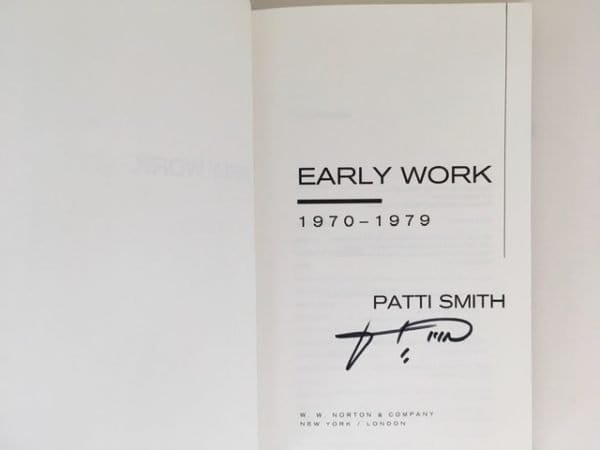 EARLY WORK
1970–1979
PATTI SMITH
W. W. NORTON & COMPANY
NEW YORK / LONDON